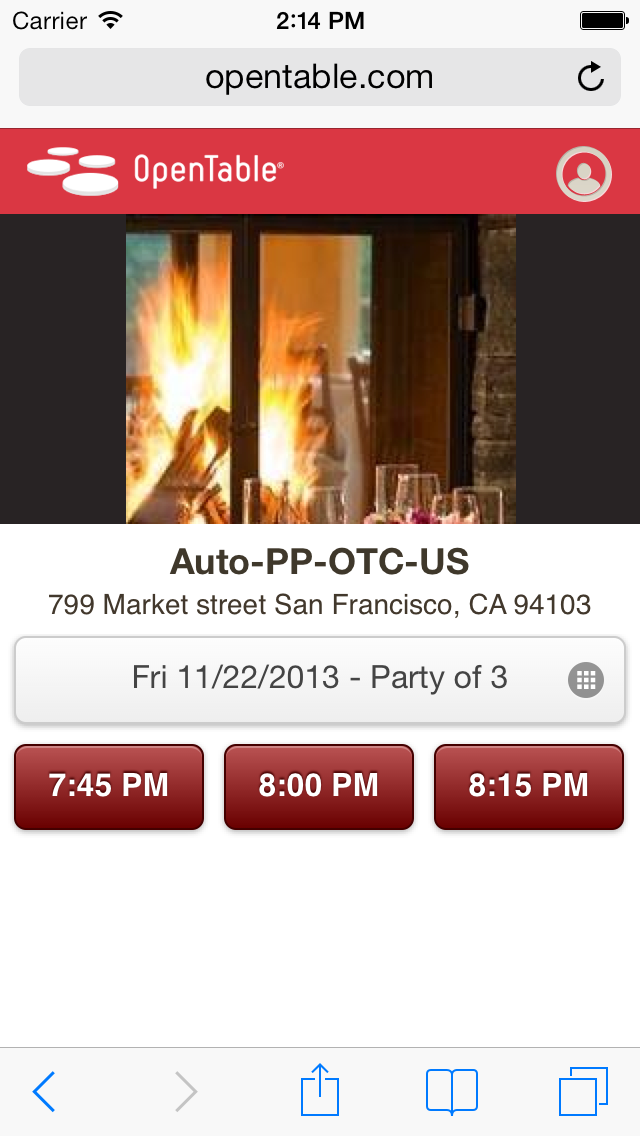 Carrier 2:14 PM
opentable.com
OpenTable®
Auto-PP-OTC-US
799 Market street San Francisco, CA 94103
Fri 11/22/2013 - Party of 3
7:45 PM 8:00 PM 8:15 PM